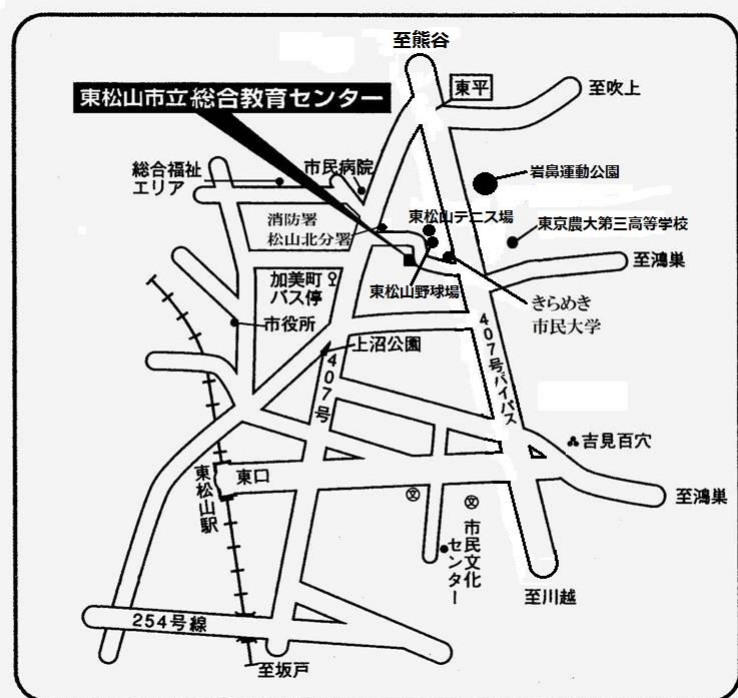 至熊谷
東平
至吹上
東松山市立総合教育センター
総合福祉
エリア
市民病院
岩鼻運動公園
消防署
松山北分署
東松山テニス場
東京農大第三高等学校
至鴻巣
加美町
バス停
東松山野球場
きらめき
市民大学
市役所
上沼公園
407号
407号バイパス
吉見百穴
東口
東松山駅
文
文
至鴻巣
市民文化
センター
至川越
254号線
至坂戸